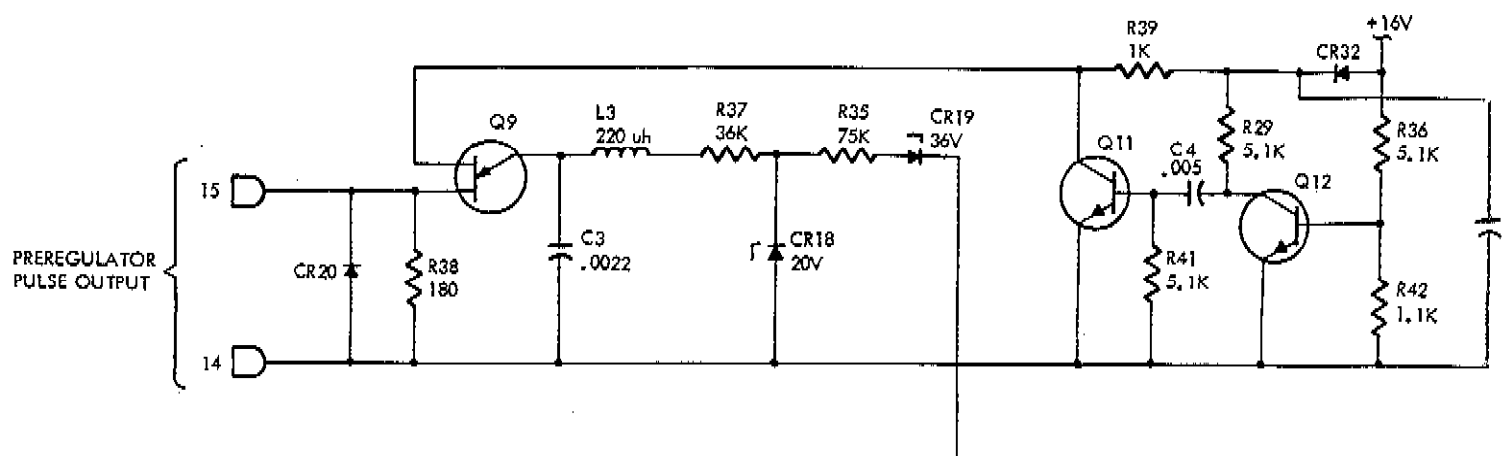 +16V
R39
1K
CR32
Q9
L3
220 uh
R37
36K
R35
75K
CR19
36V
Q11
C4
.005
R29
5.1K
Q12
R36
5.1K
15
PREREGULATOR
PULSE OUTPUT
CR20
R38
180
C3
.0022
CR18
20V
R41
5.1K
R42
1.1K
14